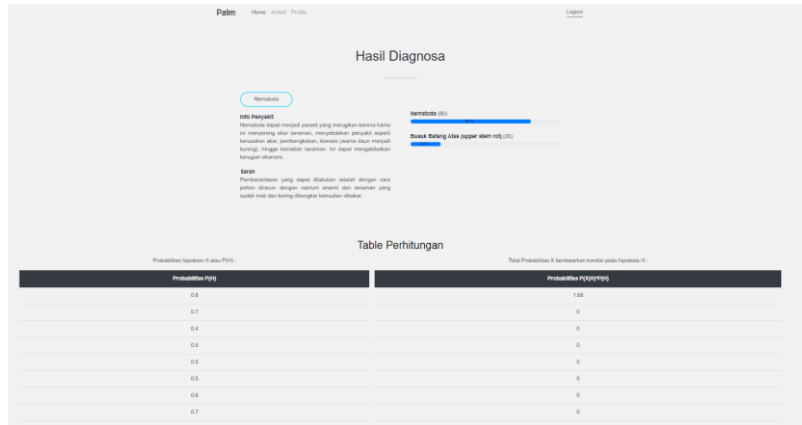 Palm Home Artikel Profile Logout
Hasil Diagnosa
Nematoda
Info Penyakit
Nematoda dapat menjadi parasit yang merugikan karena hama
ini menyerang akar tanaman, menyebabkan penyakit seperti
kerusakan akar, pembengkakan, klorosis (warna daun menjadi
kuning), hingga kematian tanaman. Ini dapat mengakibatkan
kerugian ekonomi.
Saran
Pemberantasan yang dapat dilakukan adalah dengan cara
pohon diracun dengan natrium arsenit dan tanaman yang
sudah mati dan kering dibongkar kemudian dibakar.
Nematoda (80)
80%
Busuk Batang Atas (upper stem rot) (20)
20%
Table Perhitungan
Probabilitas hipotesis H atau P(H) :
Probabilitas P(H)
0.8
0.7
0.4
0.5
0.6
0.7
Total Probabilitas X berdasarkan kondisi pada hipotesis H :
Probabilitas P(X|H)*P(H)
1.68
0
0
0
0
0
0
0